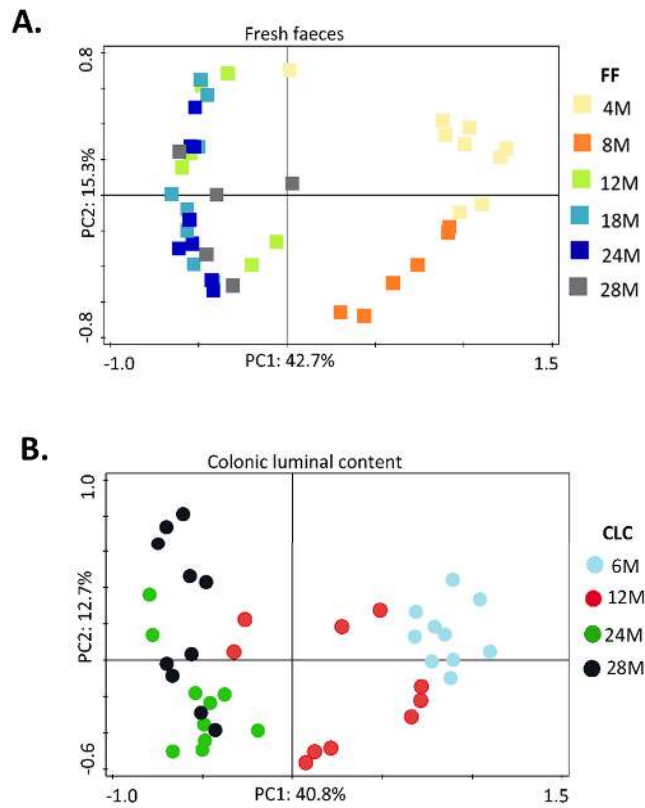 A.
Fresh faeces
0.8
PC2: 15.3%
-0.8
-1.0
PC1: 42.7%
1.5
FF
4M
8M
12M
18M
24M
28M
B.
Colonic luminal content
1.0
PC2: 12.7%
-0.6
-1.0
PC1: 40.8%
1.5
CLC
6M
12M
24M
28M